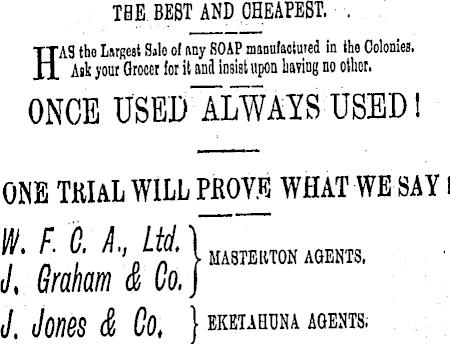 THE BEST AND CHEAPEST.
HAS the Largest Sale of any SOAP manufactured in the Colonies.
Ask your Grocer for it and insist upon having no other.
ONCE USED ALWAYS USED!
ONE TRIAL WILL PROVE WHAT WE SAY!
W. F. C. A., Ltd. } MASTERTON AGENTS,
J. Graham & Co.
J. Jones & Co, } EKETAHUNA AGENTS.